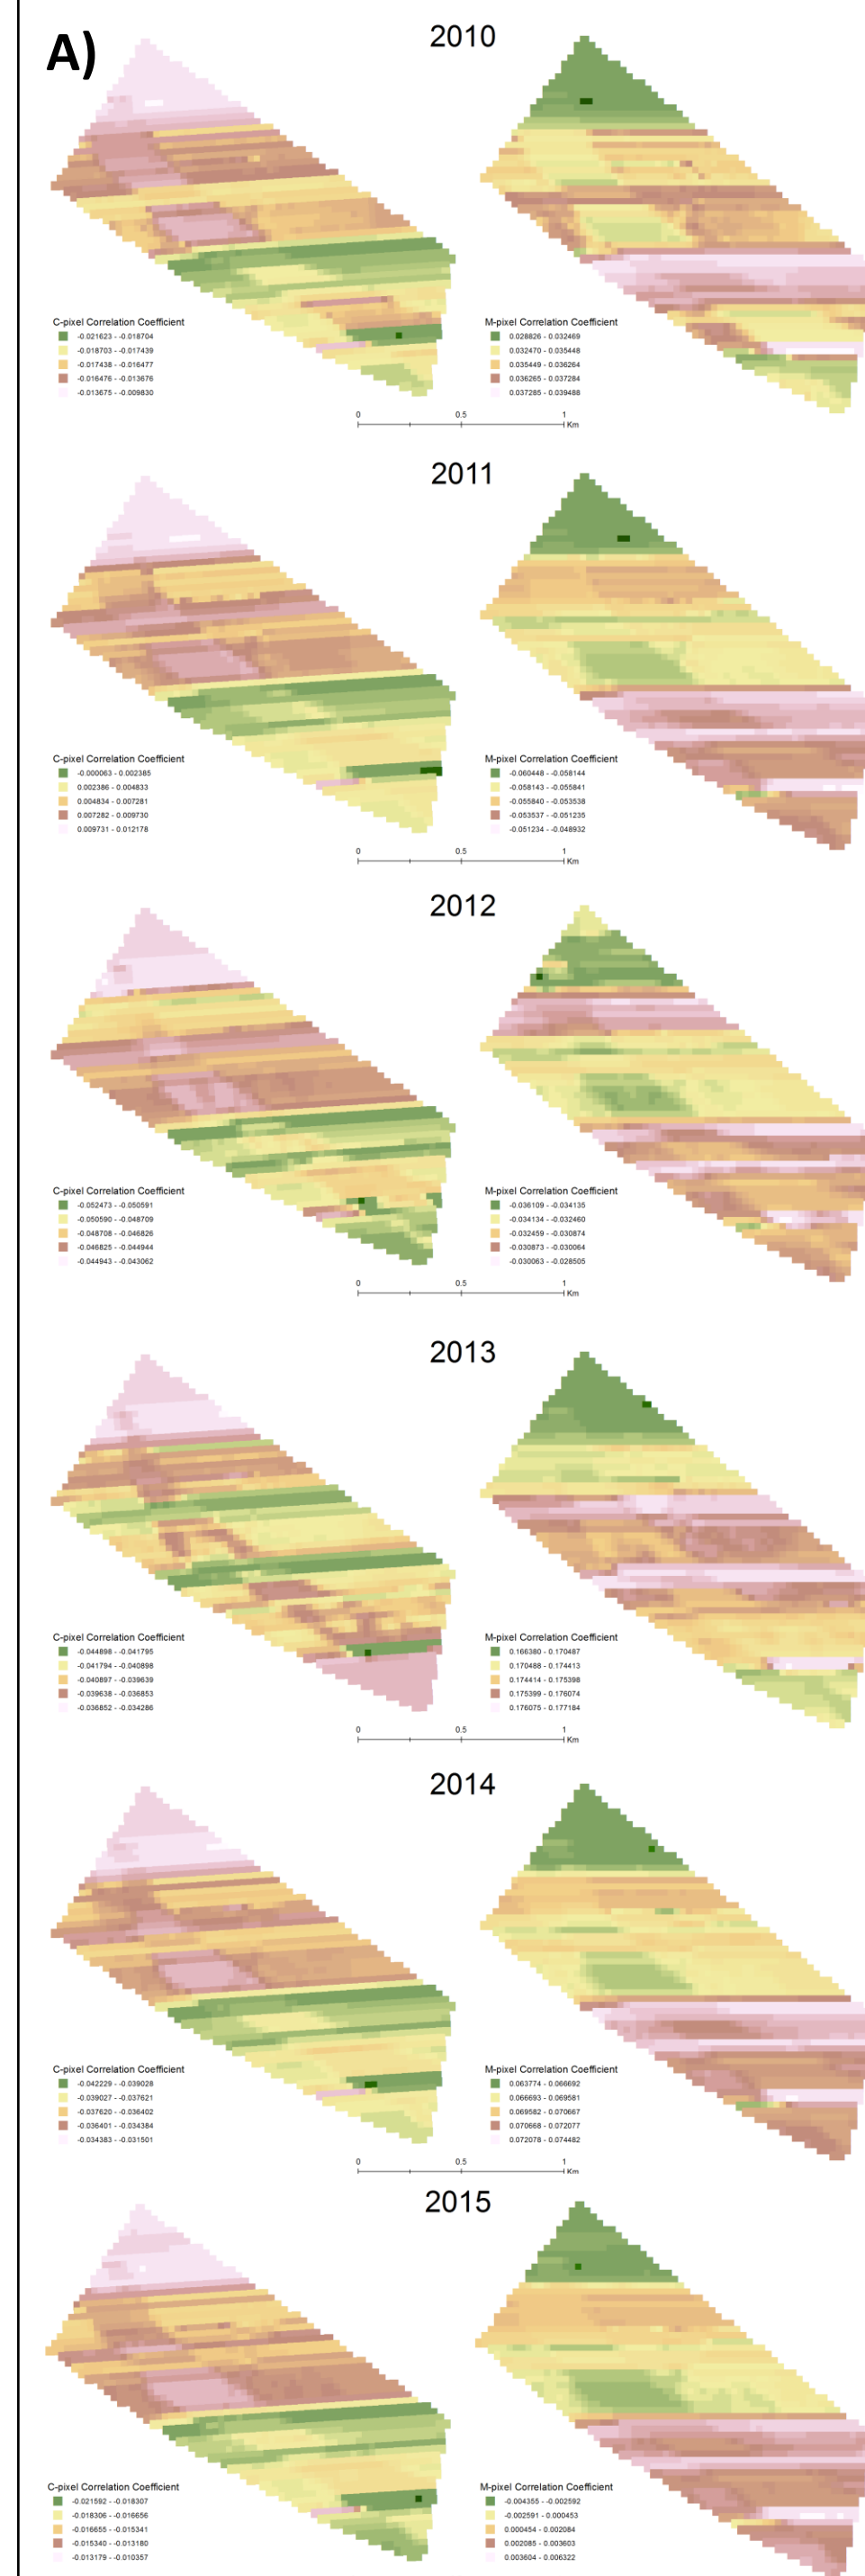 A)
2010
C-pixel Correlation Coefficient
-0.021623 - -0.018704
-0.018703 - -0.017439
-0.017438 - -0.016477
-0.016476 - -0.013676
-0.013675 - -0.009830
M-pixel Correlation Coefficient
0.028826 - 0.032469
0.032470 - 0.035448
0.035449 - 0.036264
0.036265 - 0.037284
0.037285 - 0.039488
0 0.5 1
Km
2011
C-pixel Correlation Coefficient
-0.000063 - 0.002385
0.002386 - 0.004833
0.004834 - 0.007281
0.007282 - 0.009730
0.009731 - 0.012178
M-pixel Correlation Coefficient
-0.060448 - -0.058144
-0.058143 - -0.055841
-0.055840 - -0.053538
-0.053537 - -0.051235
-0.051234 - -0.048932
0 0.5 1
Km
2012
C-pixel Correlation Coefficient
-0.052473 - -0.050591
-0.050590 - -0.048709
-0.048708 - -0.046826
-0.046825 - -0.044944
-0.044943 - -0.043062
M-pixel Correlation Coefficient
-0.036109 - -0.034135
-0.034134 - -0.032460
-0.032459 - -0.030874
-0.030873 - -0.030064
-0.030063 - -0.028505
0 0.5 1
Km
2013
C-pixel Correlation Coefficient
-0.044898 - -0.041795
-0.041794 - -0.040898
-0.040897 - -0.039639
-0.039638 - -0.036853
-0.036852 - -0.034286
M-pixel Correlation Coefficient
0.166380 - 0.170487
0.170488 - 0.174413
0.174414 - 0.175398
0.175399 - 0.176074
0.176075 - 0.177184
0 0.5 1
Km
2014
C-pixel Correlation Coefficient
-0.042229 - -0.039028
-0.039027 - -0.037621
-0.037620 - -0.036402
-0.036401 - -0.034384
-0.034383 - -0.031501
M-pixel Correlation Coefficient
0.063774 - 0.066692
0.066693 - 0.069581
0.069582 - 0.070667
0.070668 - 0.072077
0.072078 - 0.074482
0 0.5 1
Km
2015
C-pixel Correlation Coefficient
-0.021592 - -0.018307
-0.018306 - -0.016656
-0.016655 - -0.015341
-0.015340 - -0.013180
-0.013179 - -0.010357
M-pixel Correlation Coefficient
-0.004355 - -0.002592
-0.002591 - 0.000453
0.000454 - 0.002084
0.002085 - 0.003603
0.003604 - 0.006322